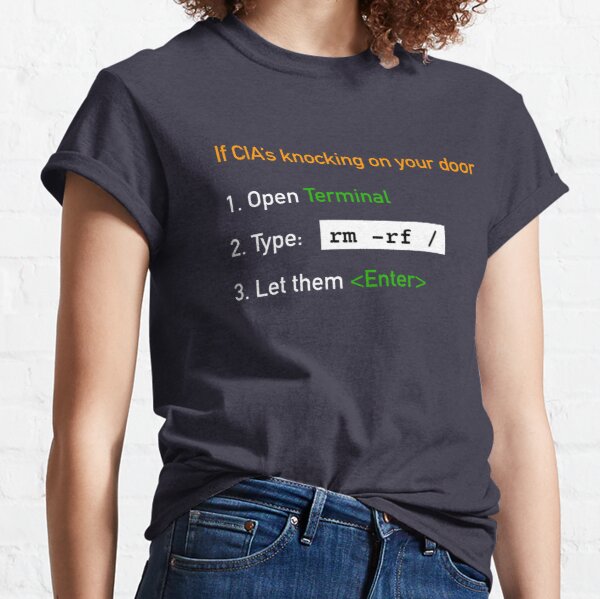 If CIA's knocking on your door
1. Open Terminal
2. Type: rm -rf /
3. Let them <Enter>